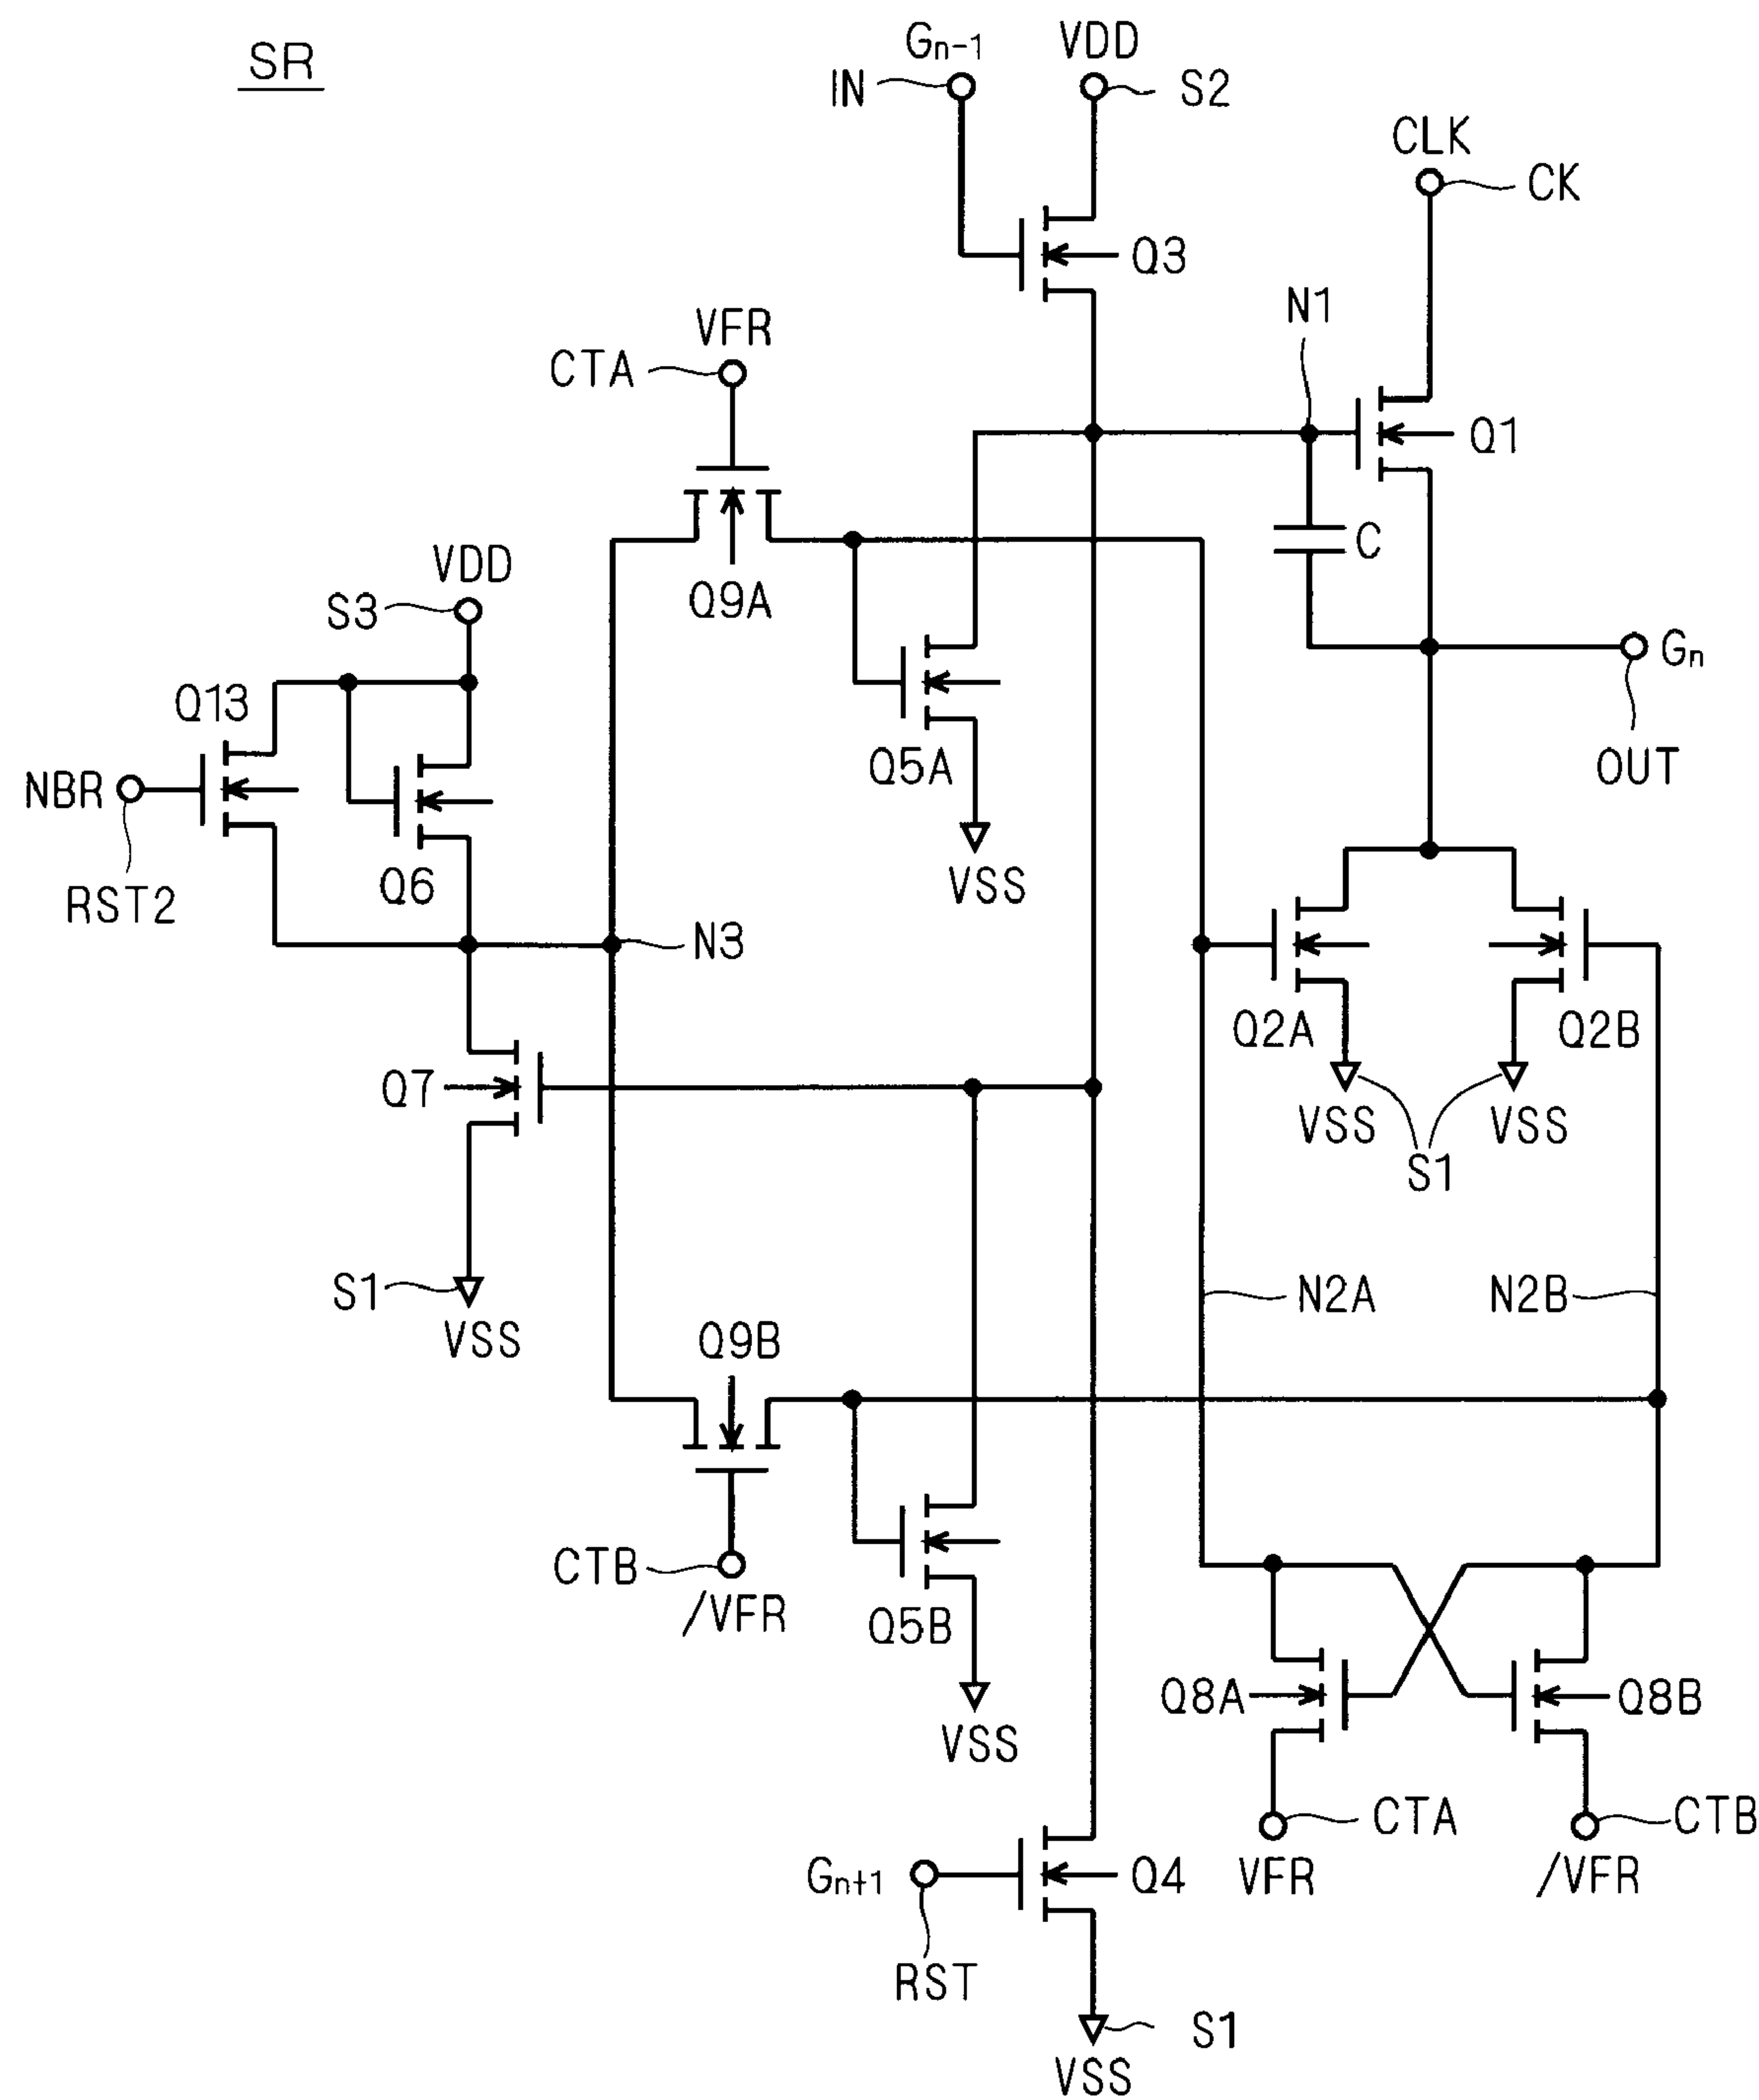 SR
Gn-1
VDD
IN
S2
CLK
CK
Q3
N1
VFR
CTA
Q1
C
VDD
S3
Q9A
Gn
Q13
Q5A
OUT
NBR
Q6
VSS
RST2
N3
Q2A
Q2B
Q7
VSS
VSS
S1
S1
N2A
N2B
VSS
Q9B
CTB
/VFR
Q5B
Q8A
Q8B
VSS
CTA
CTB
Gn+1
Q4
VFR
/VFR
RST
S1
VSS